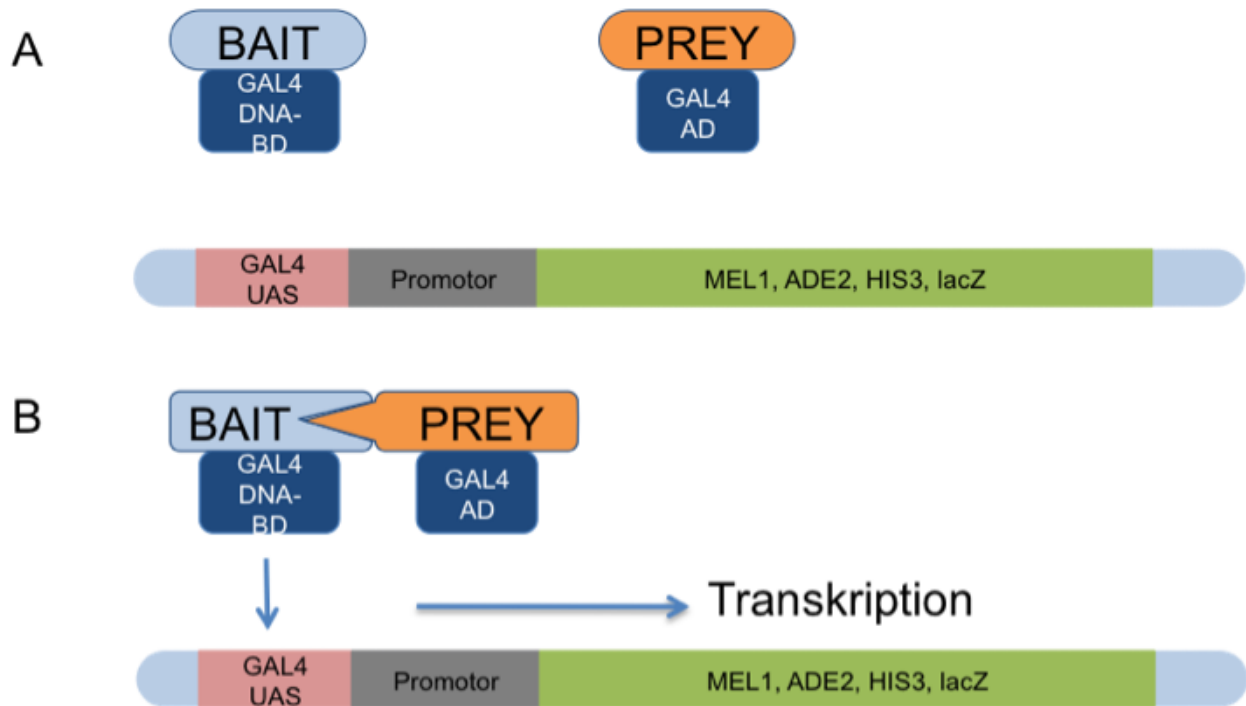 A
BAIT
GAL4
DNA-
BD
PREY
GAL4
AD
GAL4
UAS
Promotor
MEL1, ADE2, HIS3, lacZ
B
BAIT
GAL4
DNA-
BD
PREY
GAL4
AD
Transkription
GAL4
UAS
Promotor
MEL1, ADE2, HIS3, lacZ